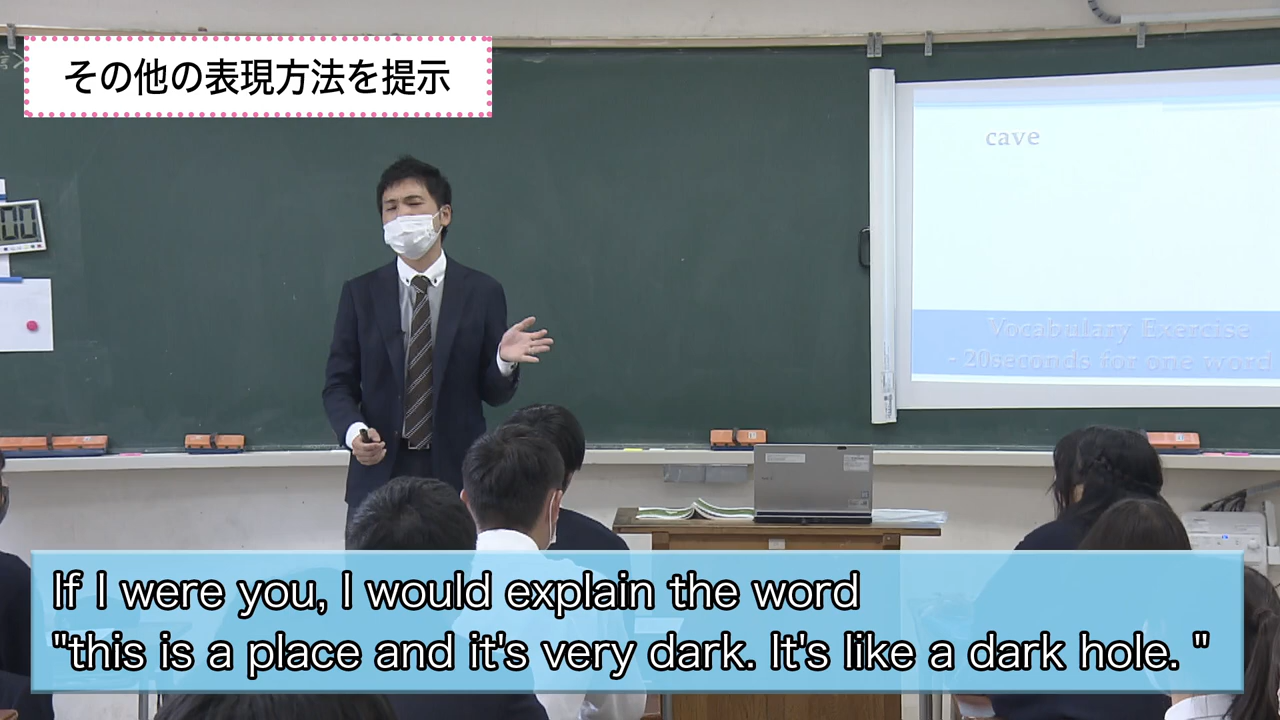 その他の表現方法を提示
00
cave
Vocabulary Exercise
- 20seconds for one word
If I were you, I would explain the word
"this is a place and it's very dark. It's like a dark hole. "